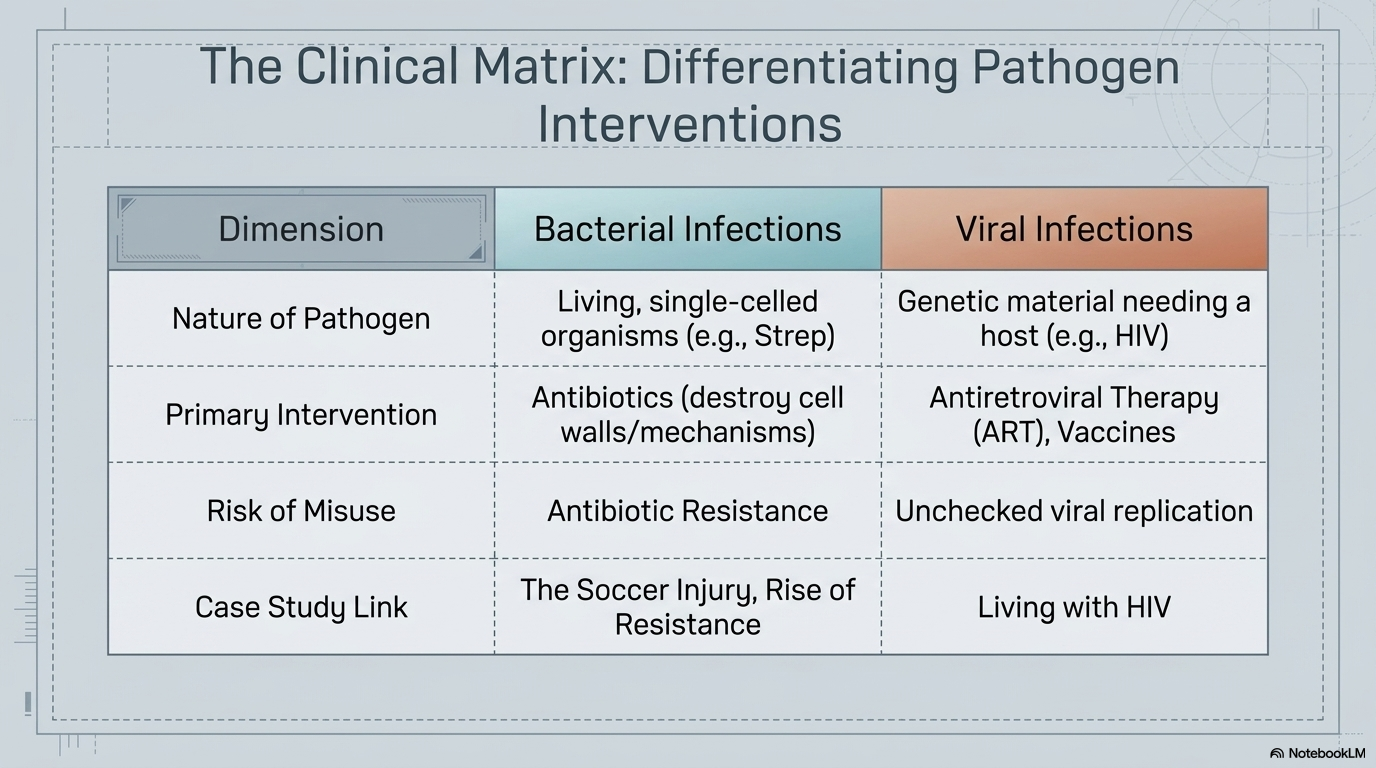 The Clinical Matrix: Differentiating Pathogen
Interventions
Dimension
Bacterial Infections
Viral Infections
Nature of Pathogen
Living, single-celled
organisms (e.g., Strep)
Genetic material needing a
host (e.g., HIV)
Primary Intervention
Antibiotics (destroy cell
walls/mechanisms)
Antiretroviral Therapy
(ART), Vaccines
Risk of Misuse
Antibiotic Resistance
Unchecked viral replication
Case Study Link
The Soccer Injury, Rise of
Resistance
Living with HIV
NotebookLM